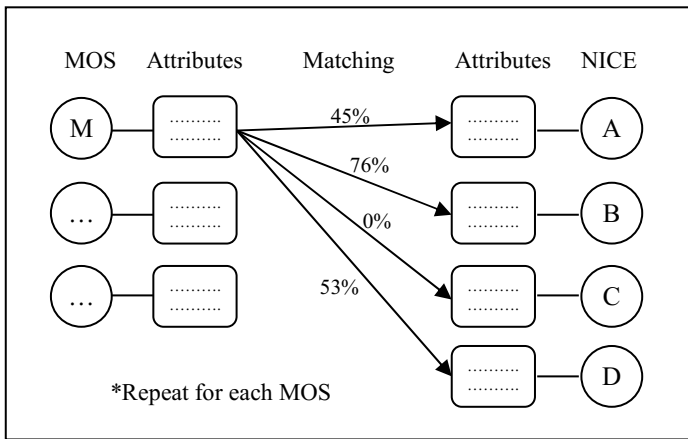 MOS Attributes Matching Attributes NICE
M .......... .......... 45% .......... .......... A
76%
… .......... .......... .......... .......... B
0%
… .......... .......... 53% .......... .......... C
.......... .......... D
*Repeat for each MOS